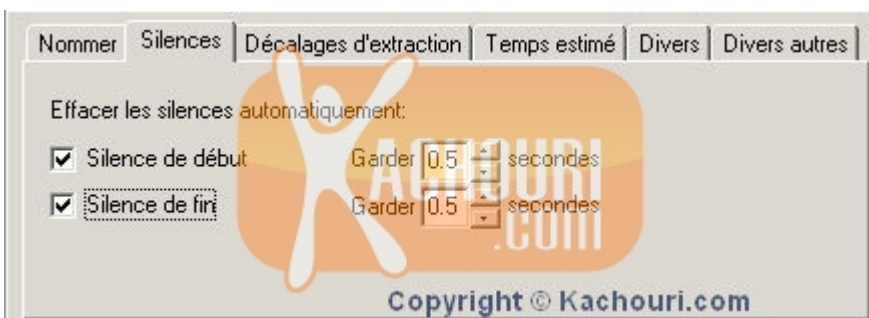 Nommer Silences Décalages d'extraction Temps estimé Divers Divers autres
Effacer les silences automatiquement:
Silence de début Garder 0.5 secondes
Silence de fin Garder 0.5 secondes
KACHOURI
.com
Copyright © Kachouri.com